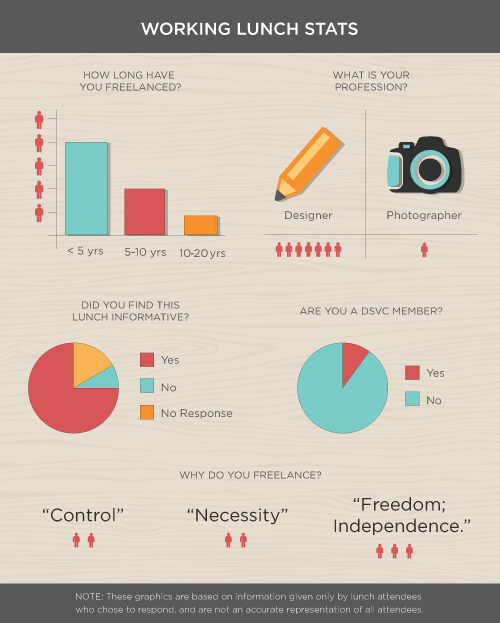 WORKING LUNCH STATS
HOW LONG HAVE
YOU FREELANCED?
WHAT IS YOUR
PROFESSION?
< 5 yrs
5-10 yrs
10-20 yrs
Designer
Photographer
DID YOU FIND THIS
LUNCH INFORMATIVE?
Yes
No
No Response
ARE YOU A DSVC MEMBER?
Yes
No
WHY DO YOU FREELANCE?
“Control”
“Necessity”
“Freedom;
Independence.”
NOTE: These graphics are based on information given only by lunch attendees
who chose to respond, and are not an accurate representation of all attendees.